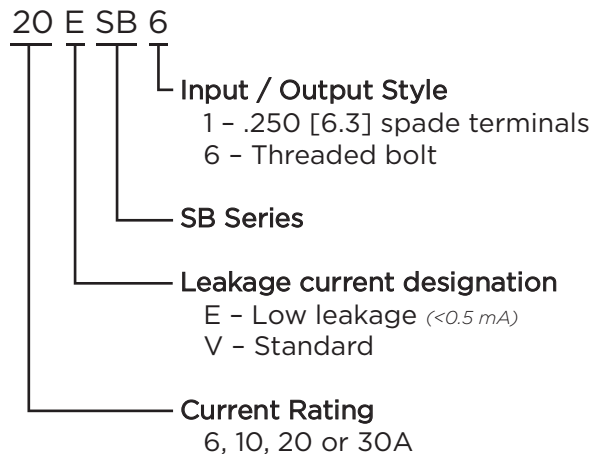 20 E SB 6
Input / Output Style
1 – .250 [6.3] spade terminals
6 – Threaded bolt
SB Series
Leakage current designation
E – Low leakage (<0.5 mA)
V – Standard
Current Rating
6, 10, 20 or 30A